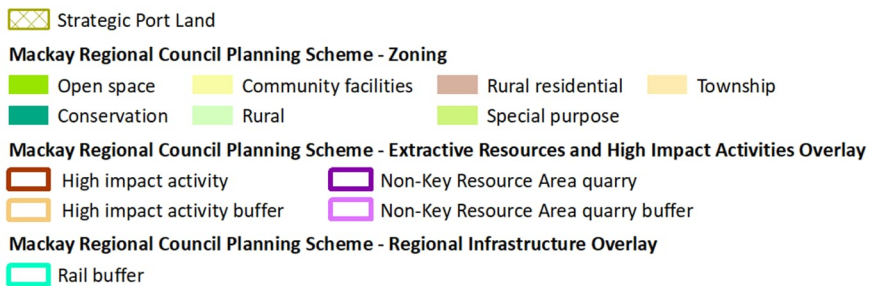 Strategic Port Land
Mackay Regional Council Planning Scheme - Zoning
Open space Community facilities Rural residential Township
Conservation Rural Special purpose
Mackay Regional Council Planning Scheme - Extractive Resources and High Impact Activities Overlay
High impact activity Non-Key Resource Area quarry
High impact activity buffer Non-Key Resource Area quarry buffer
Mackay Regional Council Planning Scheme - Regional Infrastructure Overlay
Rail buffer